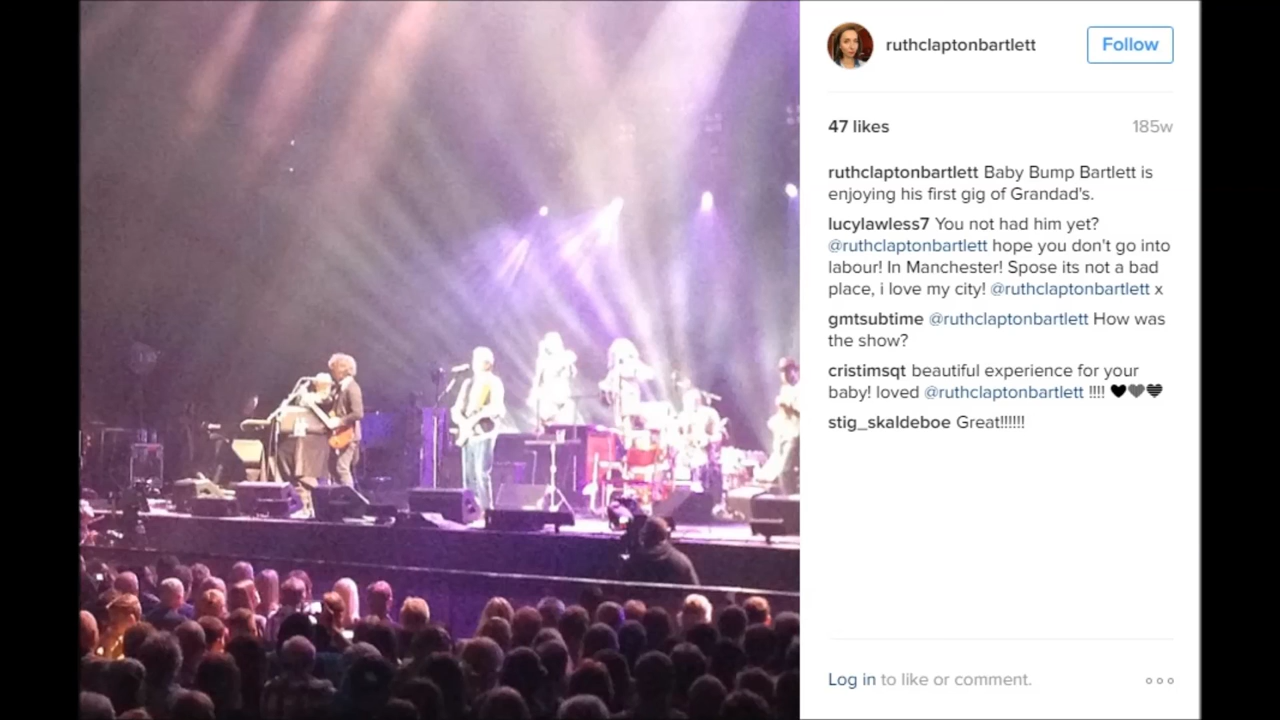 ruthclaptonbartlett
Follow
47 likes
185w
ruthclaptonbartlett Baby Bump Bartlett is
enjoying his first gig of Grandad's.
lucylawless7 You not had him yet?
@ruthclaptonbartlett hope you don't go into
labour! In Manchester! Spose its not a bad
place, i love my city! @ruthclaptonbartlett x
gmtsubtime @ruthclaptonbartlett How was
the show?
cristimsqt beautiful experience for your
baby! loved @ruthclaptonbartlett !!!!
stig_skaldeboe Great!!!!!!
Log in to like or comment.